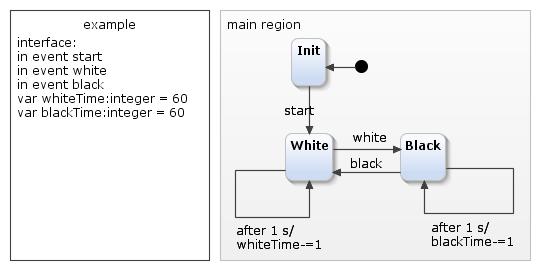 example
interface:
in event start
in event white
in event black
var whiteTime:integer = 60
var blackTime:integer = 60
main region
Init
start
White
white
Black
black
after 1 s/
whiteTime-=1
after 1 s/
blackTime-=1